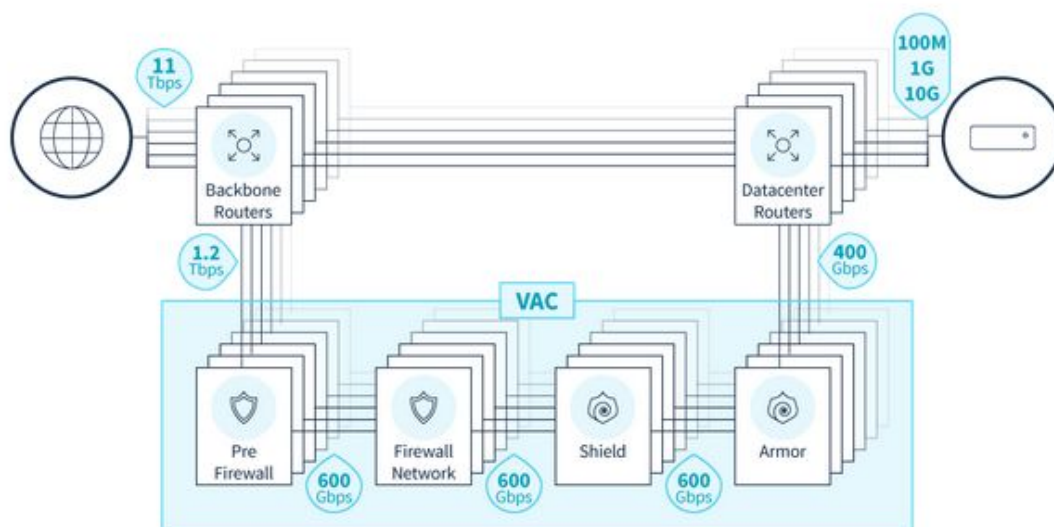 11
Tbps
100M
1G
10G
Backbone
Routers
Datacenter
Routers
1.2
Tbps
400
Gbps
VAC
Pre
Firewall
Firewall
Network
Shield
Armor
600
Gbps
600
Gbps
600
Gbps